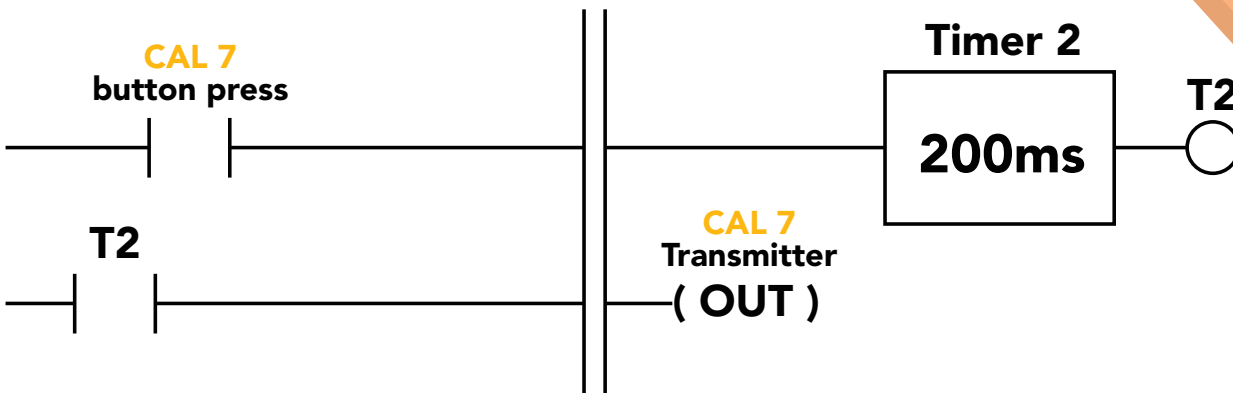 CAL 7
button press
Timer 2
200ms
T2
T2
CAL 7
Transmitter
( OUT )